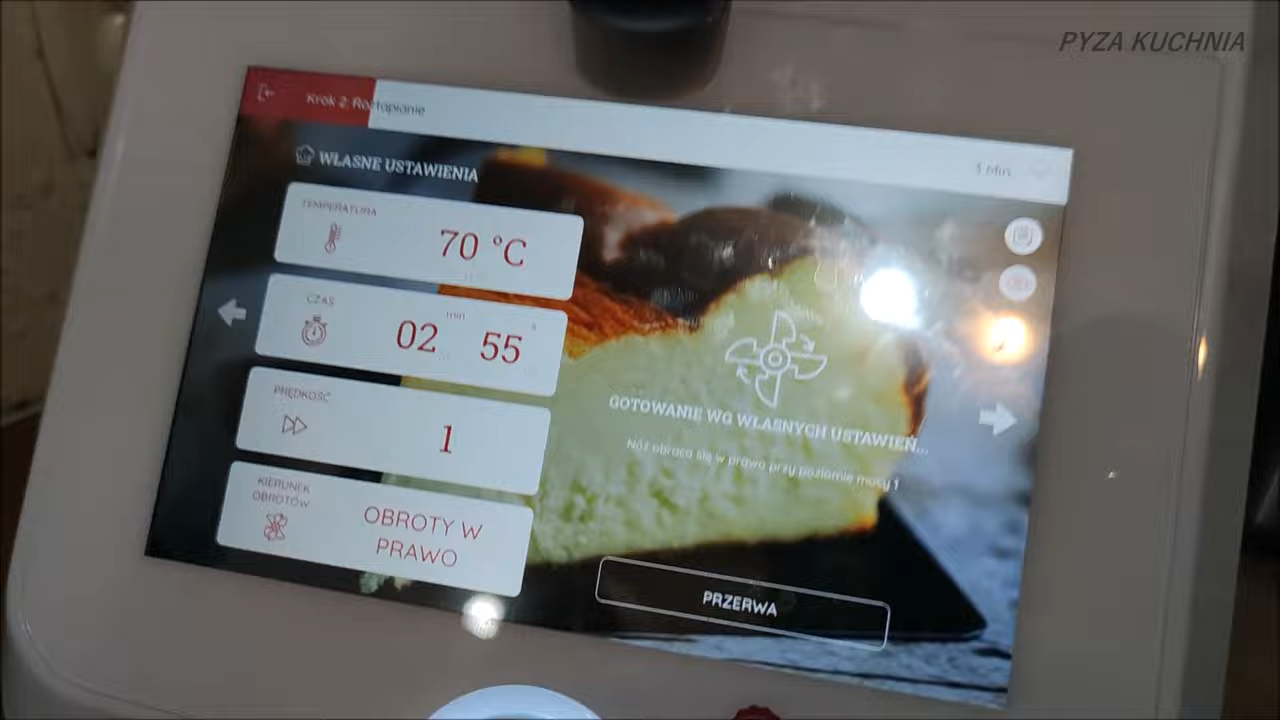 PYZA KUCHNIA
Krok 2: Roztapianie
5 Min.
WŁASNE USTAWIENIA
TEMPERATURA
70 °C
CZAS
02 min 55 s
PRĘDKOŚĆ
1
KIERUNEK
OBROTÓW
OBROTY W
PRAWO
GOTOWANIE WG WŁASNYCH USTAWIEŃ...
Nóż obraca się w prawo przy poziomie mocy 1
PRZERWA